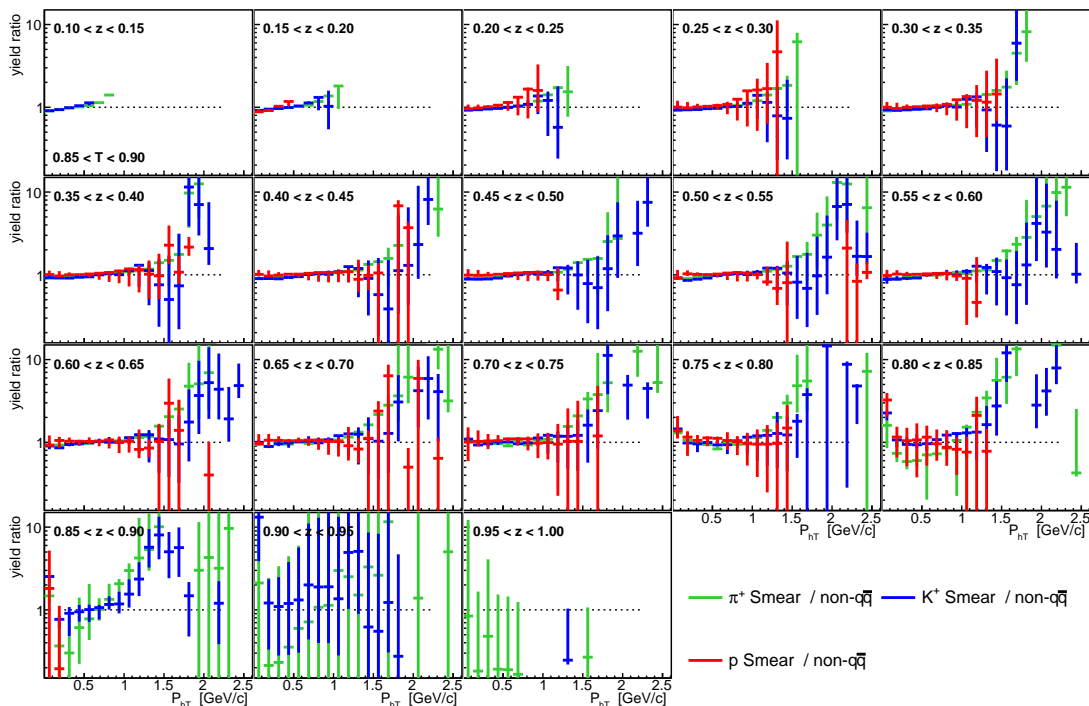 yield ratio
10
1
0.10 < z < 0.15
0.85 < T < 0.90
0.15 < z < 0.20
0.20 < z < 0.25
0.25 < z < 0.30
0.30 < z < 0.35
10
1
0.35 < z < 0.40
0.40 < z < 0.45
0.45 < z < 0.50
0.50 < z < 0.55
0.55 < z < 0.60
yield ratio
10
1
0.60 < z < 0.65
0.65 < z < 0.70
0.70 < z < 0.75
0.75 < z < 0.80
0.80 < z < 0.85
0.5 1 1.5 2 2.5
P_hT [GeV/c]
0.5 1 1.5 2 2.5
P_hT [GeV/c]
yield ratio
10
1
0.85 < z < 0.90
0.90 < z < 0.95
0.95 < z < 1.00
0.5 1 1.5 2 2.5
P_hT [GeV/c]
0.5 1 1.5 2 2.5
P_hT [GeV/c]
0.5 1 1.5 2 2.5
P_hT [GeV/c]
π⁺ Smear / non-qq̅
K⁺ Smear / non-qq̅
p Smear / non-qq̅